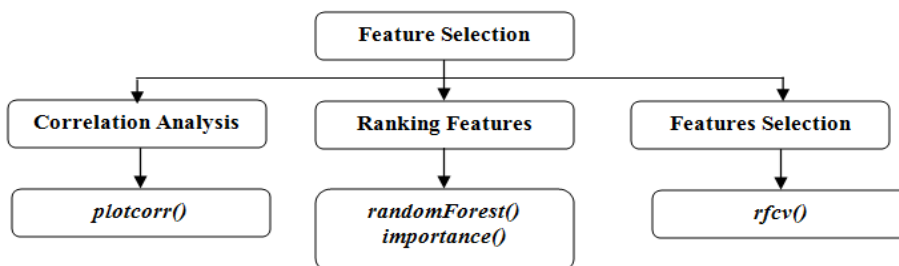 Feature Selection
Correlation Analysis
Ranking Features
Features Selection
plotcorr()
randomForest()
importance()
rfcv()